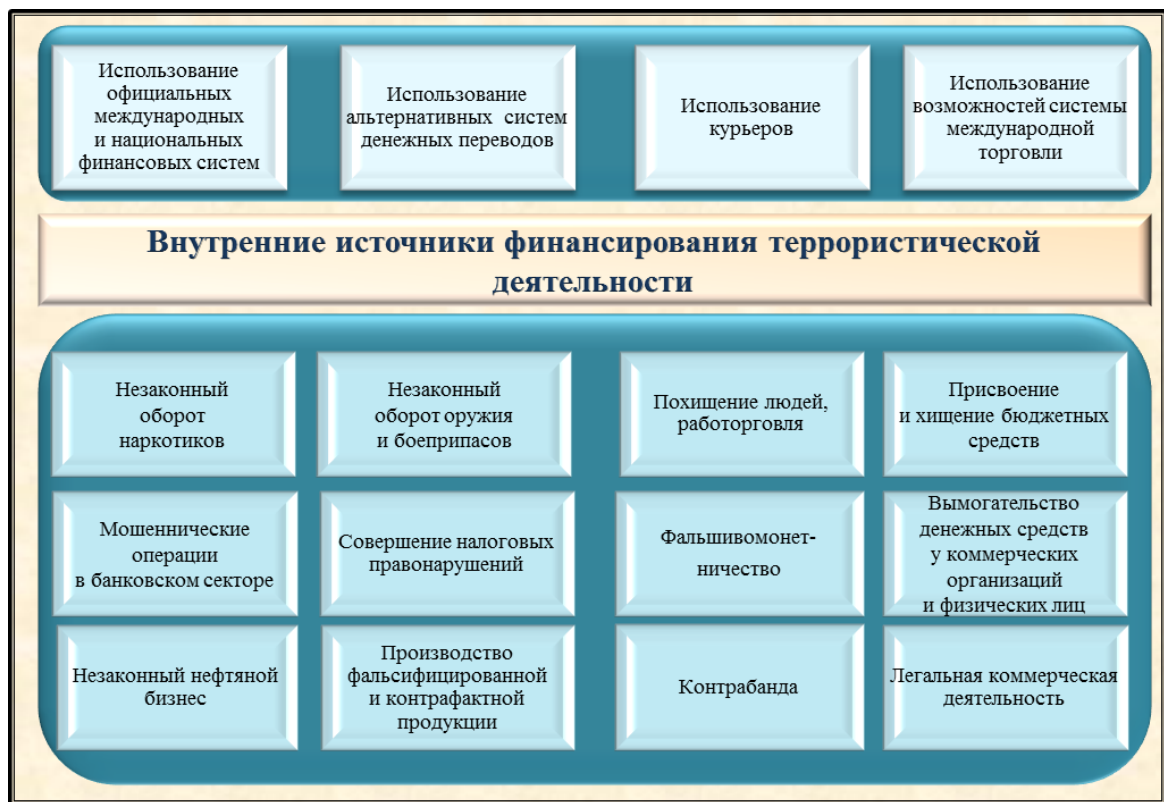 Использование
официальных
международных
и национальных
финансовых систем
Использование
альтернативных систем
денежных переводов
Использование
курьеров
Использование
возможностей системы
международной
торговли
Внутренние источники финансирования террористической
деятельности
Незаконный
оборот
наркотиков
Незаконный
оборот оружия
и боеприпасов
Похищение людей,
работорговля
Присвоение
и хищение бюджетных
средств
Мошеннические
операции
в банковском секторе
Совершение налоговых
правонарушений
Фальшивомонет-
ничество
Вымогательство
денежных средств
у коммерческих
организаций
и физических лиц
Незаконный нефтяной
бизнес
Производство
фальсифицированной
и контрафактной
продукции
Контрабанда
Легальная коммерческая
деятельность